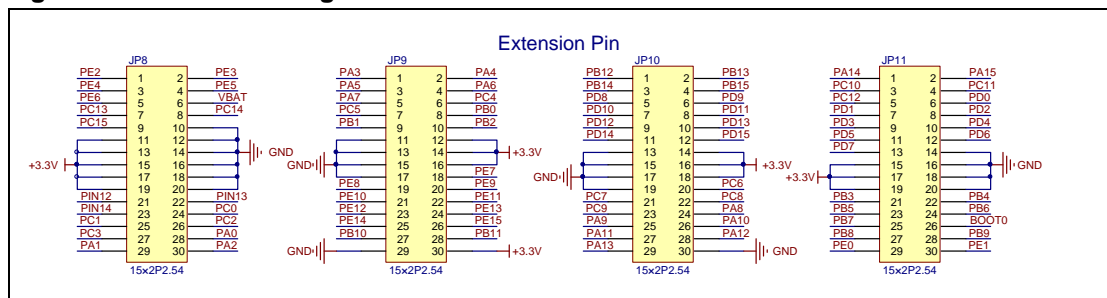 Extension Pin
JP8
PE2 1 2 PE3
PE4 3 4 PE5
PE6 5 6 VBAT
PC13 7 8 PC14
PC15 9 10
11 12
13 14 GND
+3.3V 15 16
17 18
19 20
PIN12 21 22 PIN13
PIN14 23 24 PC0
PC1 25 26 PC2
PC3 27 28 PA0
PA1 29 30 PA2
15x2P2.54
JP9
PA3 1 2 PA4
PA5 3 4 PA6
PA7 5 6 PC4
PC5 7 8 PB0
PB1 9 10 PB2
11 12
13 14 +3.3V
GND 15 16
17 18 PE7
PE8 19 20 PE9
PE10 21 22 PE11
PE12 23 24 PE13
PE14 25 26 PE15
PB10 27 28 PB11
GND 29 30 +3.3V
15x2P2.54
JP10
PB12 1 2 PB13
PB14 3 4 PB15
PD8 5 6 PD9
PD10 7 8 PD11
PD12 9 10 PD13
PD14 11 12 PD15
13 14
15 16 +3.3V
GND 17 18
19 20 PC6
PC7 21 22 PC8
PC9 23 24 PA8
PA9 25 26 PA10
PA11 27 28 PA12
PA13 29 30 GND
15x2P2.54
JP11
PA14 1 2 PA15
PC10 3 4 PC11
PC12 5 6 PD0
PD1 7 8 PD2
PD3 9 10 PD4
PD5 11 12 PD6
PD7 13 14
15 16 GND
+3.3V 17 18
19 20
PB3 21 22 PB4
PB5 23 24 PB6
PB7 25 26 BOOT0
PB8 27 28 PB9
PE0 29 30 PE1
15x2P2.54